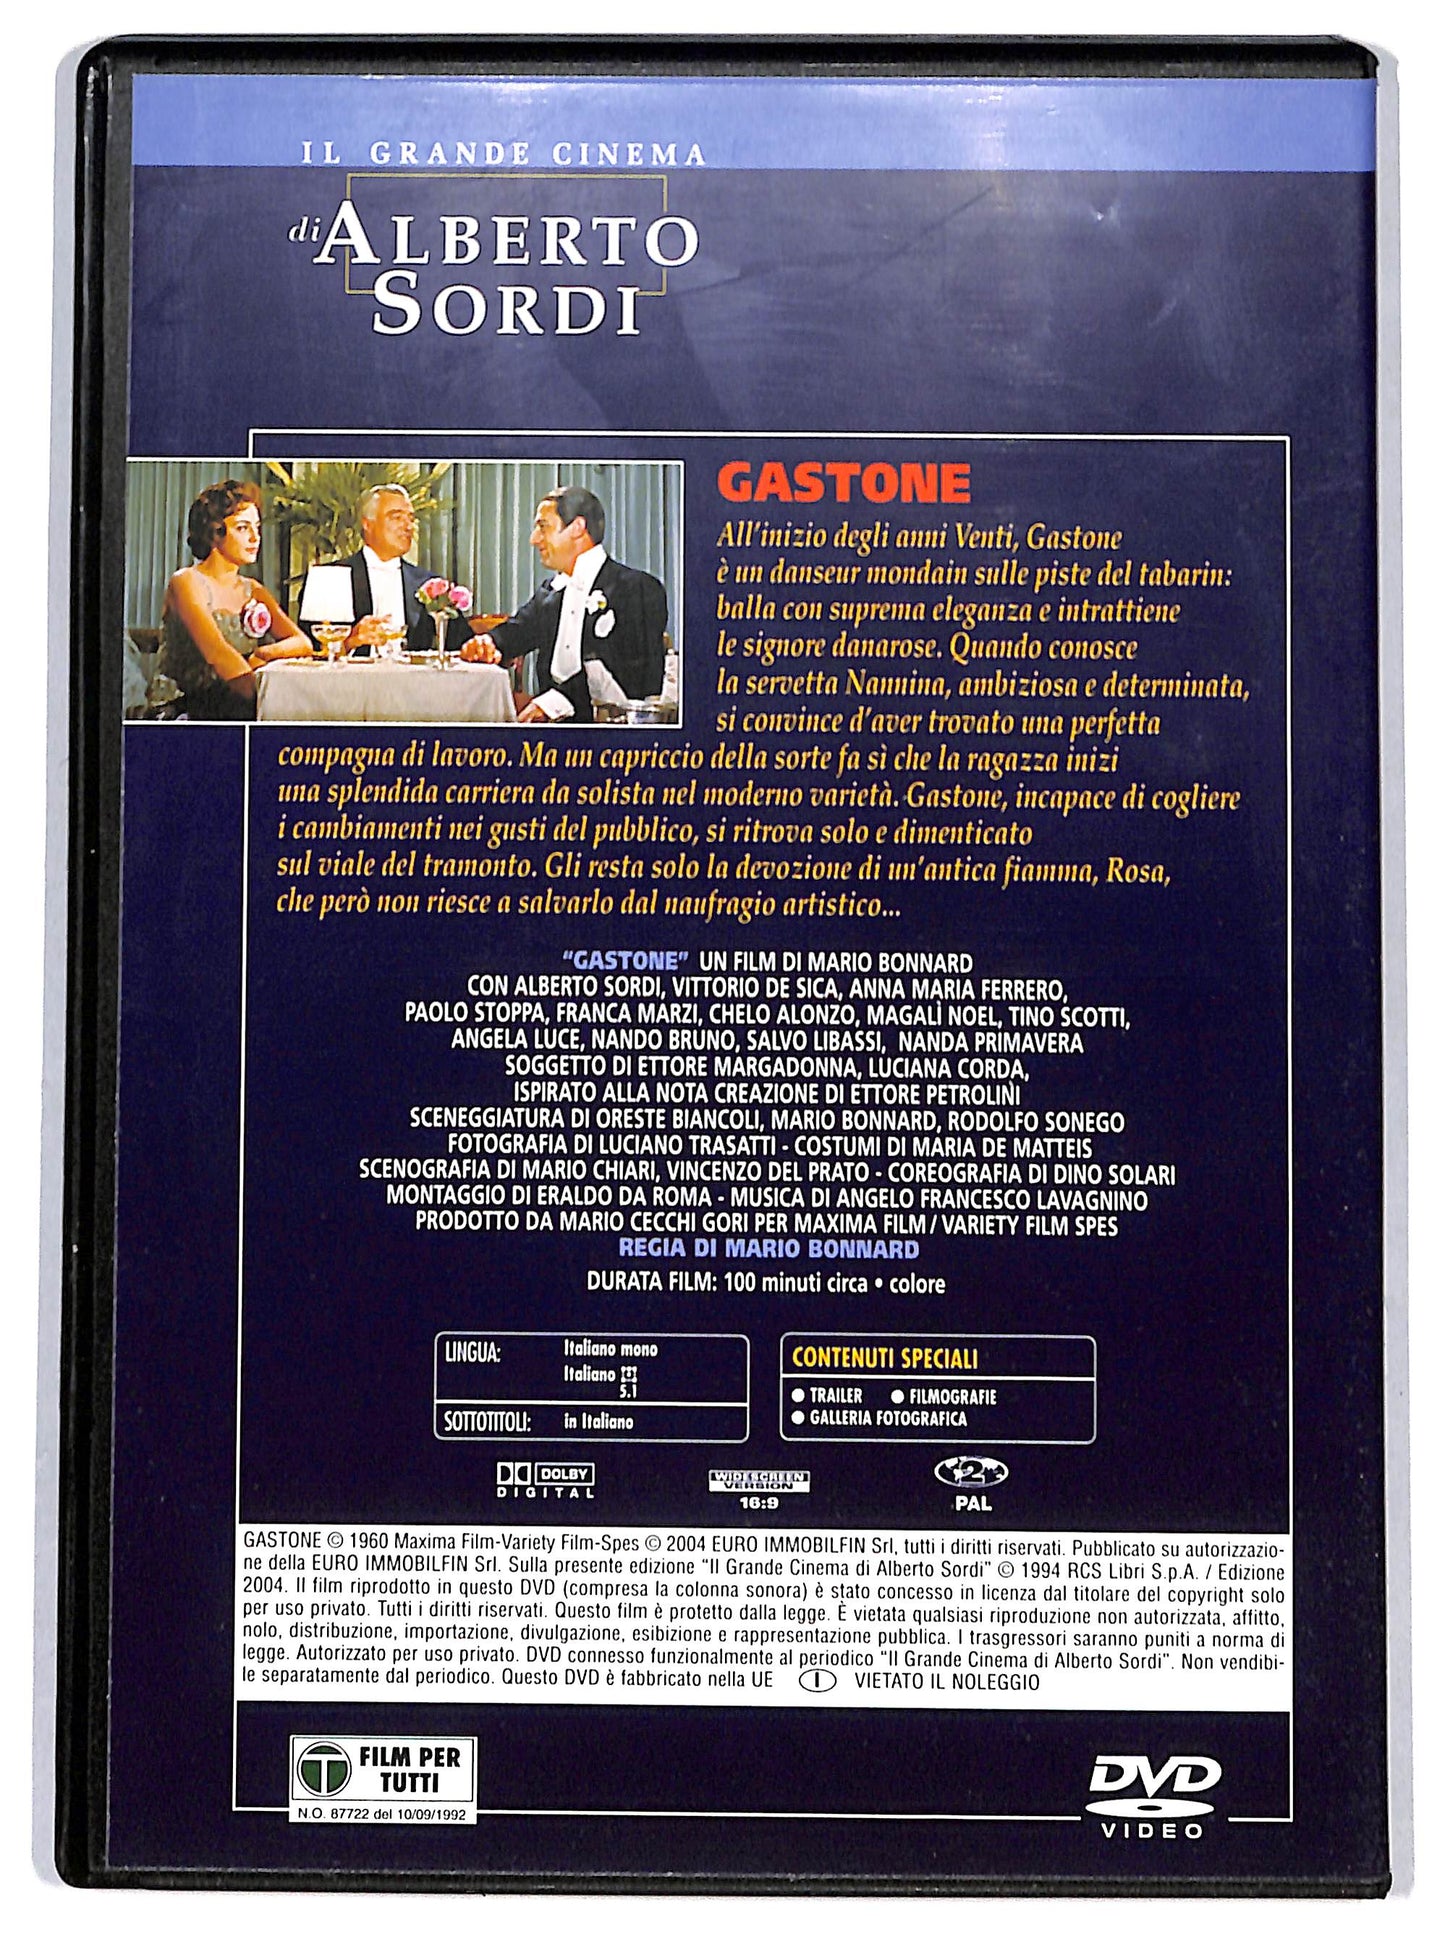 IL GRANDE CINEMA
di ALBERTO
SORDI
GASTONE
All'inizio degli anni Venti, Gastone
è un danseur mondain sulle piste del tabarin:
balla con suprema eleganza e intrattiene
le signore danarose. Quando conosce
la servetta Nannina, ambiziosa e determinata,
si convince d'aver trovato una perfetta
compagna di lavoro. Ma un capriccio della sorte fa sì che la ragazza inizi
una splendida carriera da solista nel moderno varietà. Gastone, incapace di cogliere
i cambiamenti nei gusti del pubblico, si ritrova solo e dimenticato
sul viale del tramonto. Gli resta solo la devozione di un'antica fiamma, Rosa,
che però non riesce a salvarlo dal naufragio artistico...
"GASTONE" UN FILM DI MARIO BONNARD
CON ALBERTO SORDI, VITTORIO DE SICA, ANNA MARIA FERRERO,
PAOLO STOPPA, FRANCA MARZI, CHELO ALONZO, MAGALÌ NOEL, TINO SCOTTI,
ANGELA LUCE, NANDO BRUNO, SALVO LIBASSI, NANDA PRIMAVERA
SOGGETTO DI ETTORE MARGADONNA, LUCIANA CORDA,
ISPIRATO ALLA NOTA CREAZIONE DI ETTORE PETROLINI
SCENEGGIATURA DI ORESTE BIANCOLI, MARIO BONNARD, RODOLFO SONEGO
FOTOGRAFIA DI LUCIANO TRASATTI - COSTUMI DI MARIA DE MATTEIS
SCENOGRAFIA DI MARIO CHIARI, VINCENZO DEL PRATO - COREOGRAFIA DI DINO SOLARI
MONTAGGIO DI ERALDO DA ROMA - MUSICA DI ANGELO FRANCESCO LAVAGNINO
PRODOTTO DA MARIO CECCHI GORI PER MAXIMA FILM / VARIETY FILM SPES
REGIA DI MARIO BONNARD
DURATA FILM: 100 minuti circa • colore
LINGUA: Italiano mono
Italiano
5.1
SOTTOTITOLI: in Italiano
CONTENUTI SPECIALI
● TRAILER ● FILMOGRAFIE
● GALLERIA FOTOGRAFICA
DOLBY
DIGITAL
WIDESCREEN
VERSION
16:9
2
PAL
GASTONE © 1960 Maxima Film-Variety Film-Spes © 2004 EURO IMMOBILFIN Srl, tutti i diritti riservati. Pubblicato su autorizzazio-
ne della EURO IMMOBILFIN Srl. Sulla presente edizione "Il Grande Cinema di Alberto Sordi" © 1994 RCS Libri S.p.A. / Edizione
2004. Il film riprodotto in questo DVD (compresa la colonna sonora) è stato concesso in licenza dal titolare del copyright solo
per uso privato. Tutti i diritti riservati. Questo film è protetto dalla legge. È vietata qualsiasi riproduzione non autorizzata, affitto,
nolo, distribuzione, importazione, divulgazione, esibizione e rappresentazione pubblica. I trasgressori saranno puniti a norma di
legge. Autorizzato per uso privato. DVD connesso funzionalmente al periodico "Il Grande Cinema di Alberto Sordi". Non vendibi-
le separatamente dal periodico. Questo DVD è fabbricato nella UE I VIETATO IL NOLEGGIO
T FILM PER
TUTTI
N.O. 87722 del 10/09/1992
DVD
VIDEO